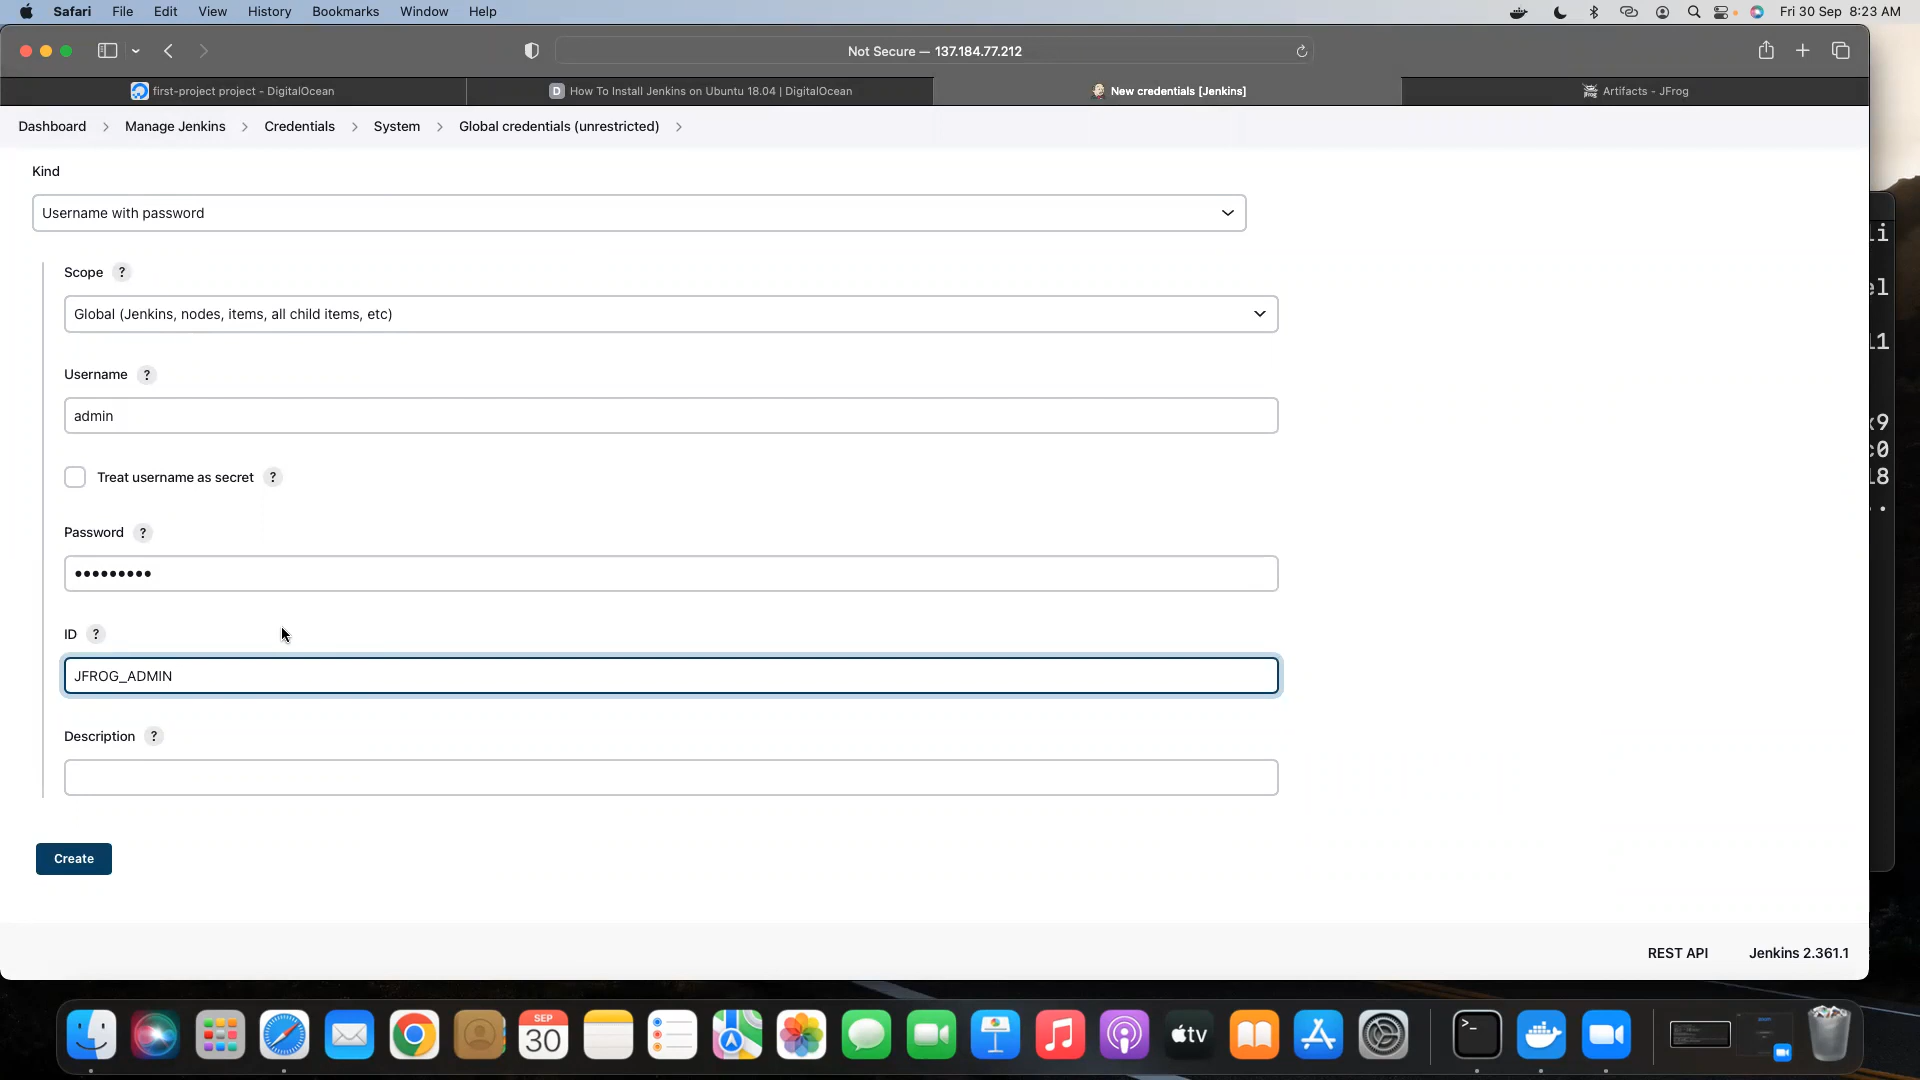 Safari File Edit View History Bookmarks Window Help Fri 30 Sep 8:23 AM
Not Secure — 137.184.77.212
first-project project - DigitalOcean
D How To Install Jenkins on Ubuntu 18.04 | DigitalOcean
New credentials [Jenkins]
Artifacts - JFrog
Dashboard > Manage Jenkins > Credentials > System > Global credentials (unrestricted) >
Kind
Username with password
Scope ?
Global (Jenkins, nodes, items, all child items, etc)
Username ?
admin
Treat username as secret ?
Password ?
•••••••••
ID ?
JFROG_ADMIN
Description ?
Create
REST API Jenkins 2.361.1
SEP
30
tv